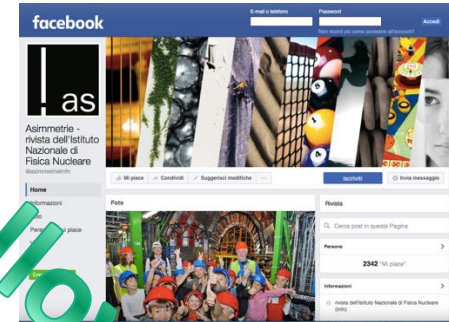 facebook
E-mail o telefono
Password
Accedi
Non ricordi più come accedere all'account?
as
Asimmetrie -
rivista dell'Istituto
Nazionale di
Fisica Nucleare
@asimmetrieinfn
Mi piace
Condividi
Suggerisci modifiche
...
Iscriviti
Invia messaggio
Home
Informazioni
Foto
Rivista
Cerca post in questa Pagina
Persone
2342 "Mi piace"
Informazioni
rivista dell'Istituto Nazionale di Fisica Nucleare
(Infn)